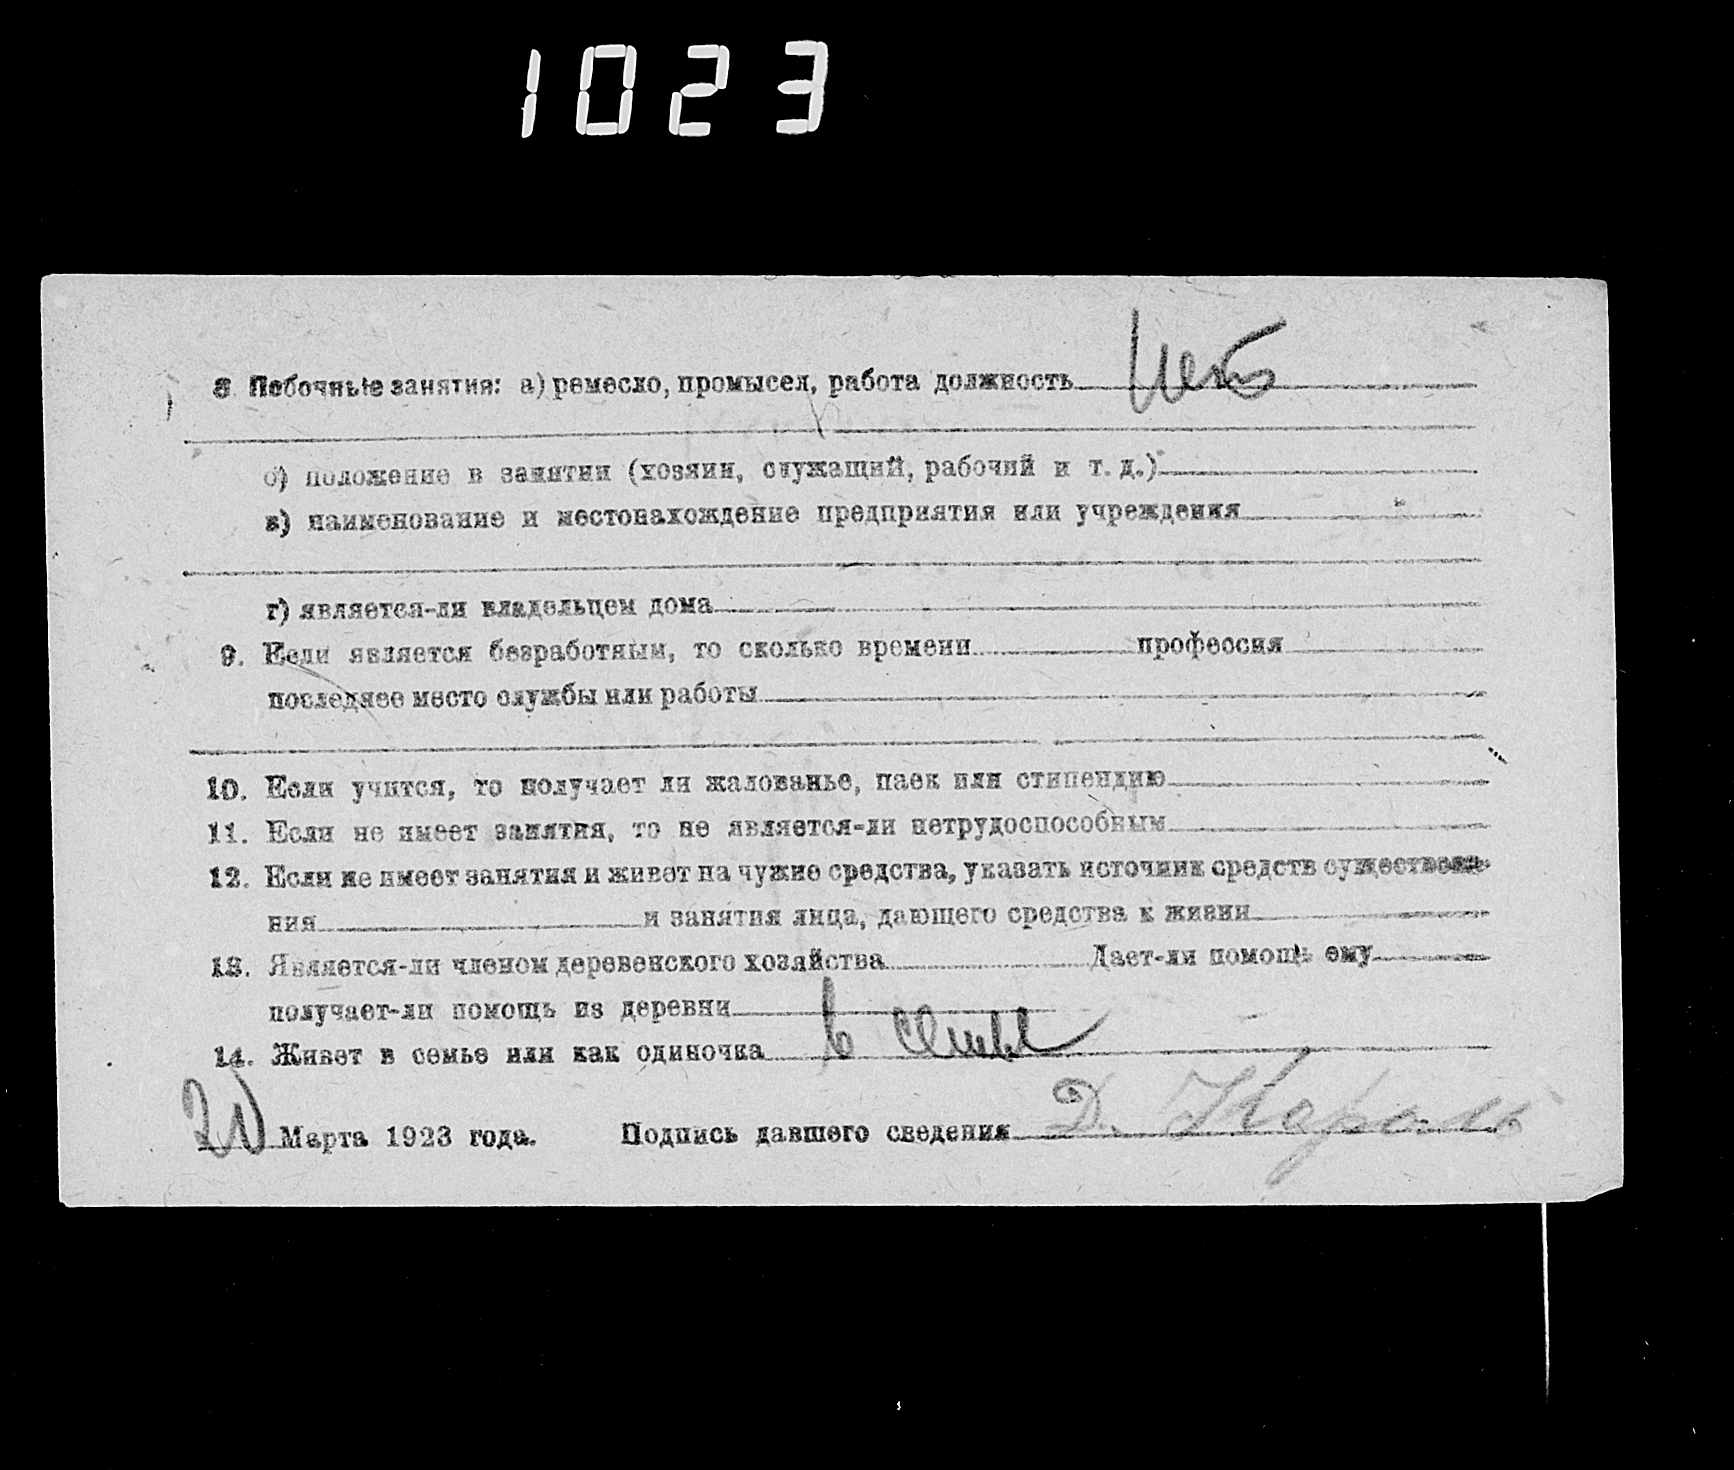 1023
8 Побочные занятия: а) ремесло, промысел, работа должность Нет
б) положение в занятии (хозяин, служащий, рабочий и т. д.)
в) наименование и местонахождение предприятия или учреждения
г) является-ли владельцем дома
9. Если является безработным, то сколько времени профессия
последнее место службы или работы
10. Если учится, то получает ли жалованье, паек или стипендию
11. Если не имеет занятия, то не является-ли нетрудоспособным
12. Если не имеет занятия и живет на чужие средства, указать источник средств существова-
ния и занятия лица, дающего средства к жизни
13. Является-ли членом деревенского хозяйства Дает-ли помощь ему
получает-ли помощь из деревни
14. Живет в семье или как одиночка в семье
20 Марта 1923 года. Подпись давшего сведения Д. Король